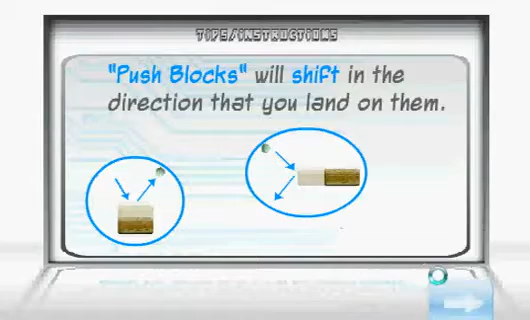 TIPS/INSTRUCTIONS
"Push Blocks" will shift in the
direction that you land on them.